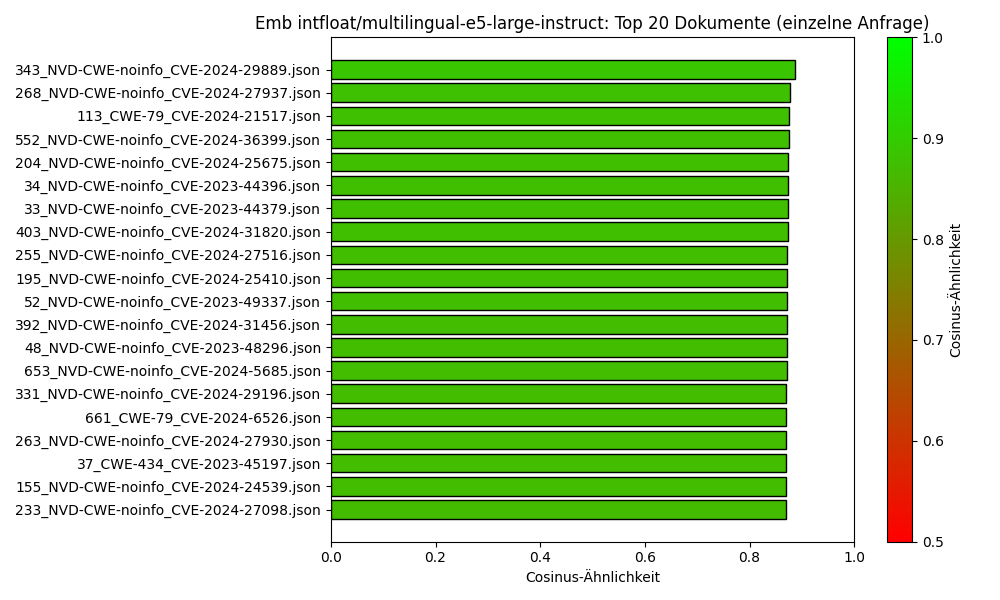 Emb intfloat/multilingual-e5-large-instruct: Top 20 Dokumente (einzelne Anfrage)
343_NVD-CWE-noinfo_CVE-2024-29889.json
268_NVD-CWE-noinfo_CVE-2024-27937.json
113_CWE-79_CVE-2024-21517.json
552_NVD-CWE-noinfo_CVE-2024-36399.json
204_NVD-CWE-noinfo_CVE-2024-25675.json
34_NVD-CWE-noinfo_CVE-2023-44396.json
33_NVD-CWE-noinfo_CVE-2023-44379.json
403_NVD-CWE-noinfo_CVE-2024-31820.json
255_NVD-CWE-noinfo_CVE-2024-27516.json
195_NVD-CWE-noinfo_CVE-2024-25410.json
52_NVD-CWE-noinfo_CVE-2023-49337.json
392_NVD-CWE-noinfo_CVE-2024-31456.json
48_NVD-CWE-noinfo_CVE-2023-48296.json
653_NVD-CWE-noinfo_CVE-2024-5685.json
331_NVD-CWE-noinfo_CVE-2024-29196.json
661_CWE-79_CVE-2024-6526.json
263_NVD-CWE-noinfo_CVE-2024-27930.json
37_CWE-434_CVE-2023-45197.json
155_NVD-CWE-noinfo_CVE-2024-24539.json
233_NVD-CWE-noinfo_CVE-2024-27098.json
0.0 0.2 0.4 0.6 0.8 1.0
Cosinus-Ähnlichkeit
1.0
0.9
0.8
0.7
0.6
0.5
Cosinus-Ähnlichkeit